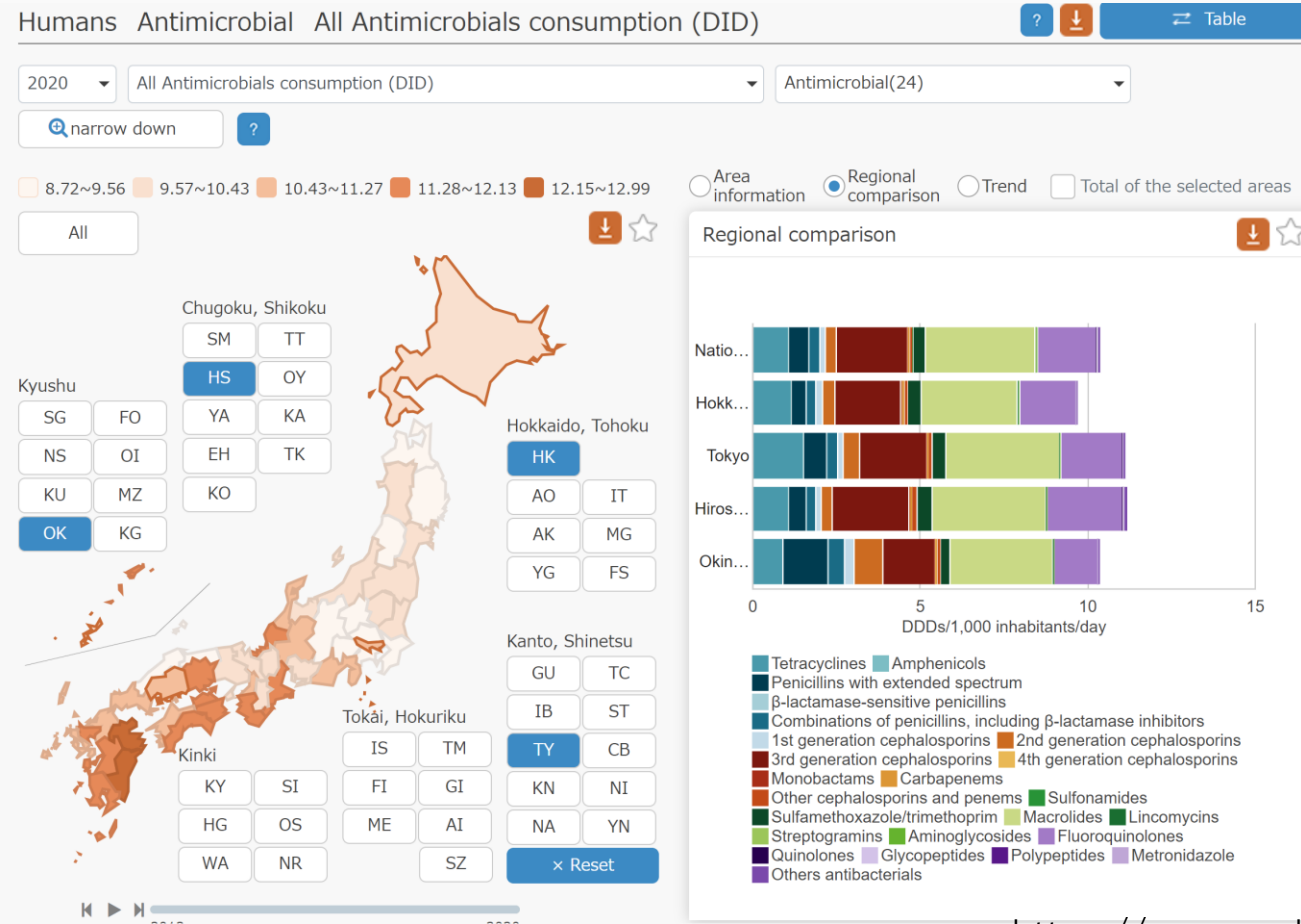 Humans Antimicrobial All Antimicrobials consumption (DID)
? Table
2020 All Antimicrobials consumption (DID) Antimicrobial(24)
narrow down ?
8.72~9.56 9.57~10.43 10.43~11.27 11.28~12.13 12.15~12.99
All
Area information Regional comparison Trend Total of the selected areas
Regional comparison
Chugoku, Shikoku
SM TT
HS OY
YA KA
EH TK
KO
Kyushu
SG FO
NS OI
KU MZ
OK KG
Hokkaido, Tohoku
HK
AO IT
AK MG
YG FS
Kanto, Shinetsu
GU TC
IB ST
TY CB
KN NI
NA YN
× Reset
Tokai, Hokuriku
IS TM
FI GI
ME AI
SZ
Kinki
KY SI
HG OS
WA NR
Natio...
Hokk...
Tokyo
Hiros...
Okin...
0 5 10 15
DDDs/1,000 inhabitants/day
Tetracyclines Amphenicols
Penicillins with extended spectrum
β-lactamase-sensitive penicillins
Combinations of penicillins, including β-lactamase inhibitors
1st generation cephalosporins 2nd generation cephalosporins
3rd generation cephalosporins 4th generation cephalosporins
Monobactams Carbapenems
Other cephalosporins and penems Sulfonamides
Sulfamethoxazole/trimethoprim Macrolides Lincomycins
Streptogramins Aminoglycosides Fluoroquinolones
Quinolones Glycopeptides Polypeptides Metronidazole
Others antibacterials